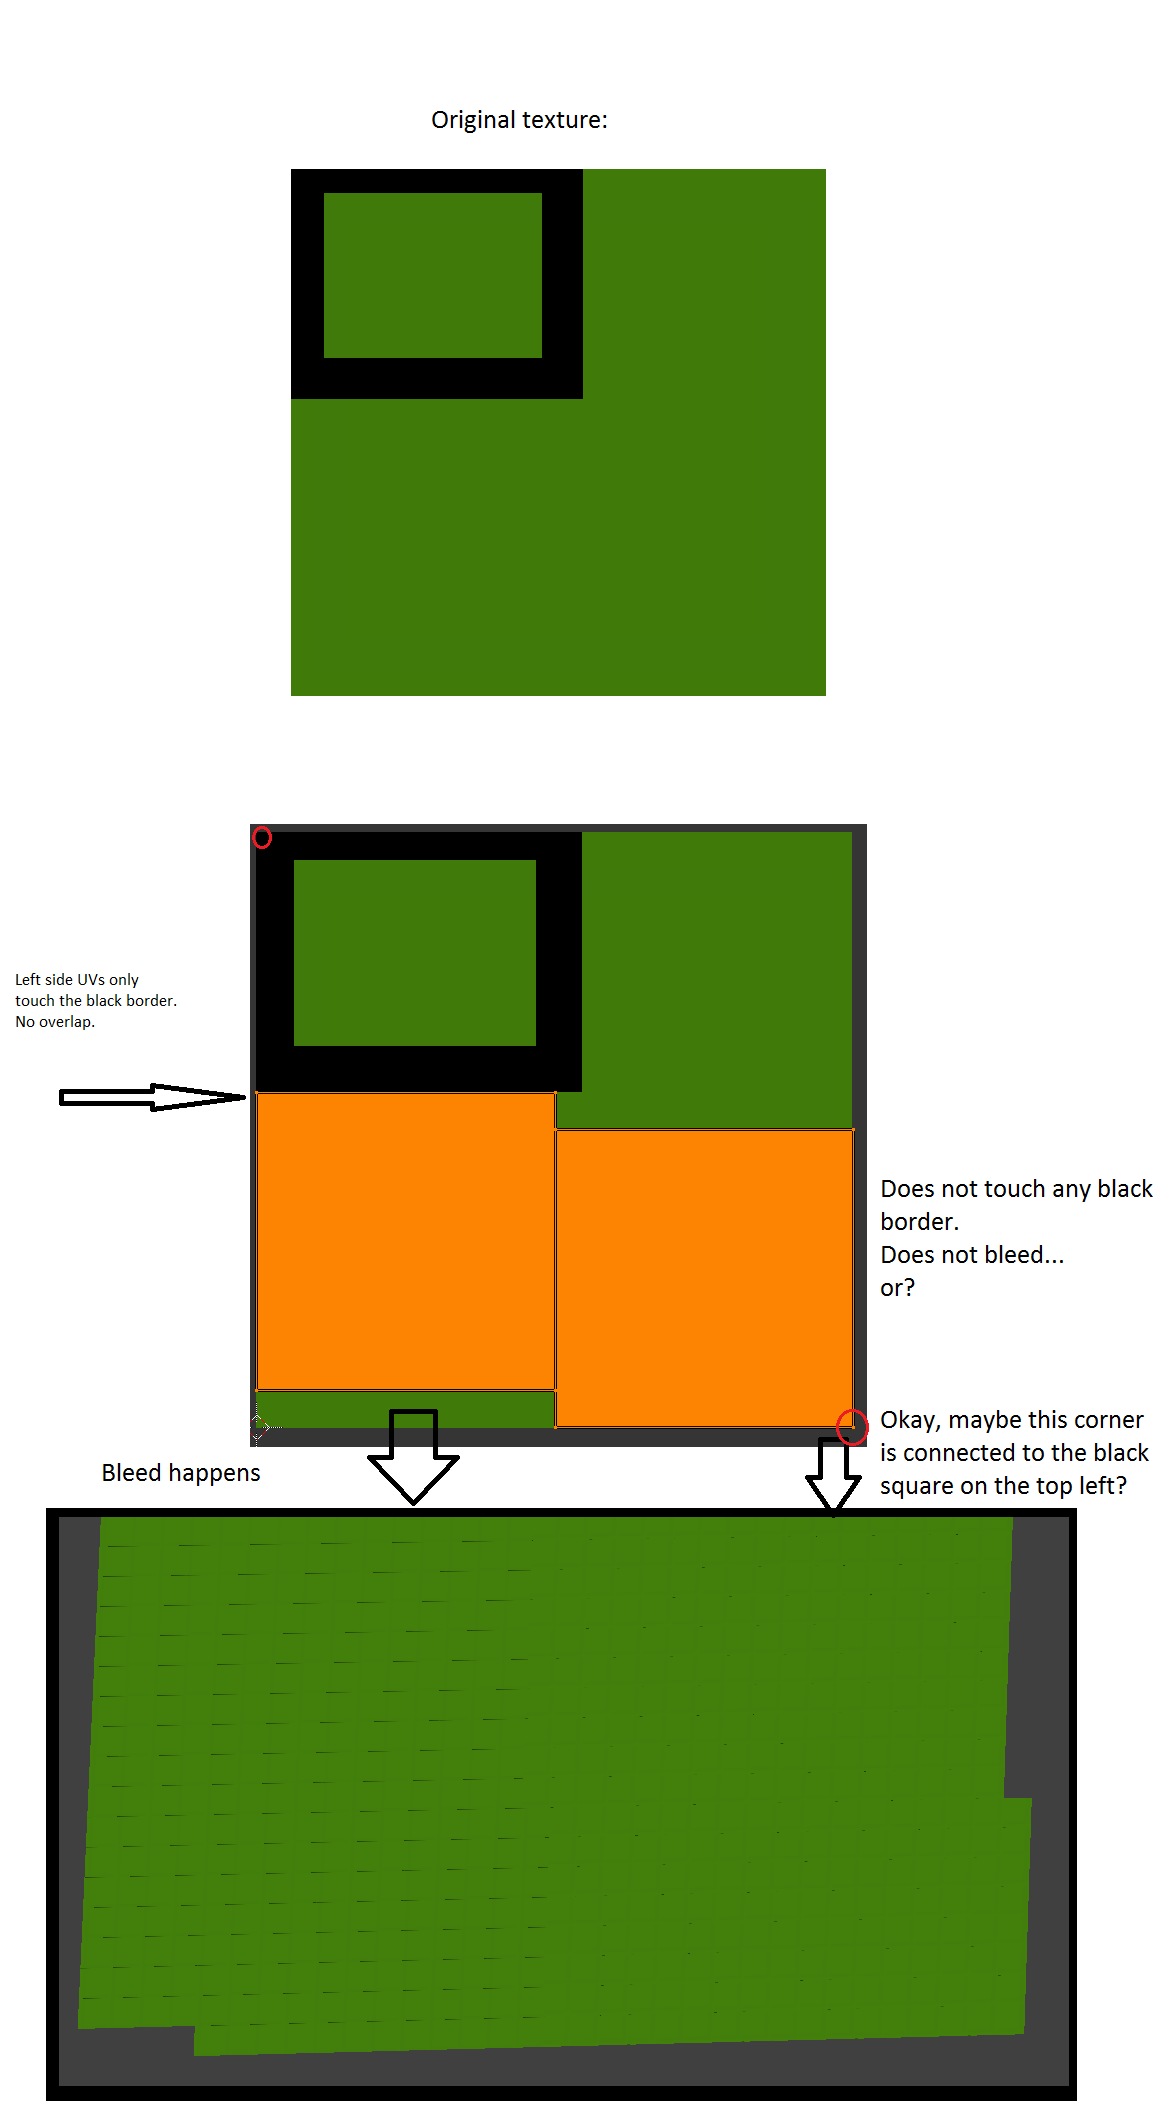 Original texture:
Left side UVs only
touch the black border.
No overlap.
Does not touch any black
border.
Does not bleed...
or?
Okay, maybe this corner
is connected to the black
square on the top left?
Bleed happens